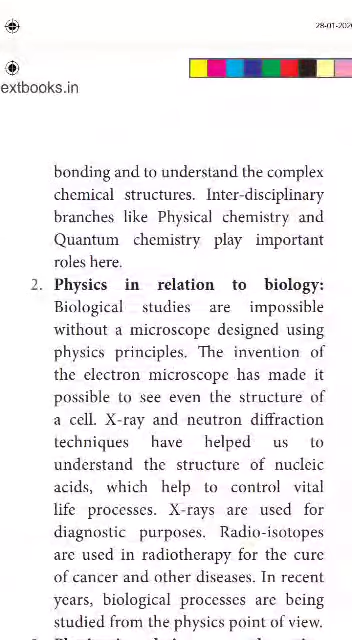 28-01-202
extbooks.in
bonding and to understand the complex
chemical structures. Inter-disciplinary
branches like Physical chemistry and
Quantum chemistry play important
roles here.
2. Physics in relation to biology:
Biological studies are impossible
without a microscope designed using
physics principles. The invention of
the electron microscope has made it
possible to see even the structure of
a cell. X-ray and neutron diffraction
techniques have helped us to
understand the structure of nucleic
acids, which help to control vital
life processes. X-rays are used for
diagnostic purposes. Radio-isotopes
are used in radiotherapy for the cure
of cancer and other diseases. In recent
years, biological processes are being
studied from the physics point of view.